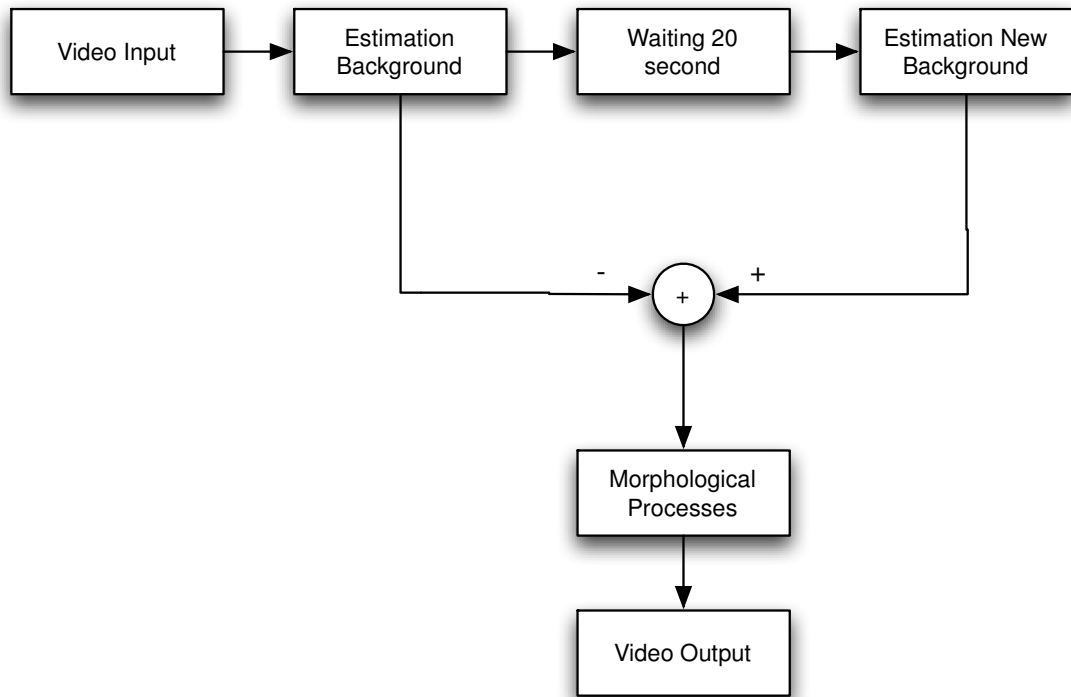 Video Input
Estimation
Background
Waiting 20
second
Estimation New
Background
-
+
+
Morphological
Processes
Video Output